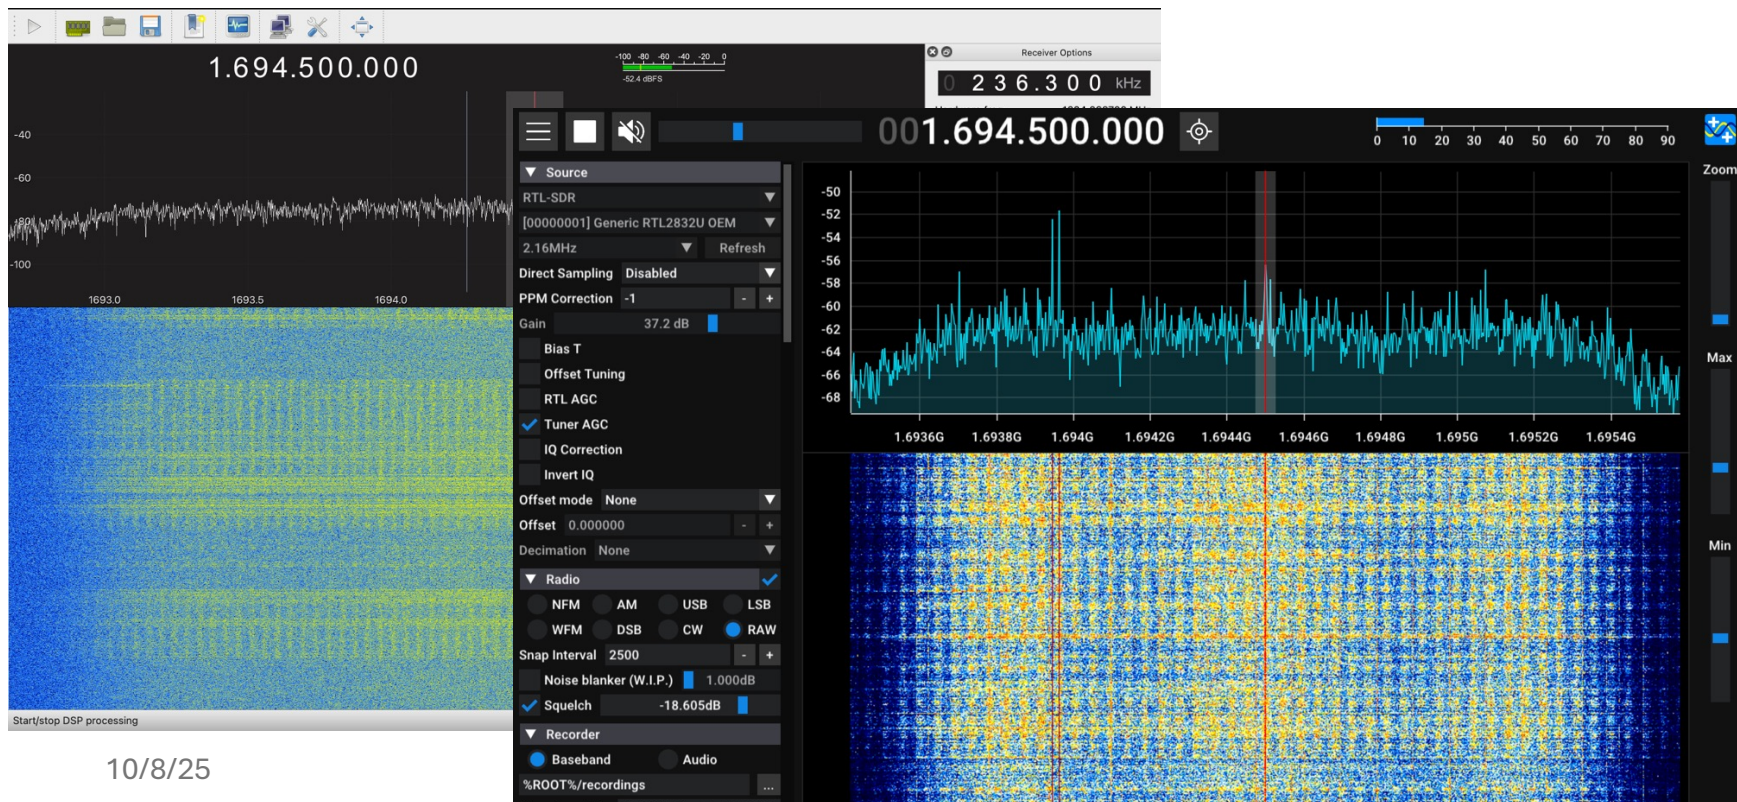 1.694.500.000
-100 -80 -60 -40 -20 0
-52.4 dBFS
Receiver Options
0 236.300 kHz
-40
-60
-80
-100
1693.0 1693.5 1694.0
Start/stop DSP processing
10/8/25
001.694.500.000
0 10 20 30 40 50 60 70 80 90
Source
RTL-SDR
[00000001] Generic RTL2832U OEM
2.16MHz Refresh
Direct Sampling Disabled
PPM Correction -1 - +
Gain 37.2 dB
Bias T
Offset Tuning
RTL AGC
Tuner AGC
IQ Correction
Invert IQ
Offset mode None
Offset 0.000000 - +
Decimation None
Radio
NFM AM USB LSB
WFM DSB CW RAW
Snap Interval 2500 - +
Noise blanker (W.I.P.) 1.000dB
Squelch -18.605dB
Recorder
Baseband Audio
%ROOT%/recordings ...
-50
-52
-54
-56
-58
-60
-62
-64
-66
-68
1.6936G 1.6938G 1.694G 1.6942G 1.6944G 1.6946G 1.6948G 1.695G 1.6952G 1.6954G
Zoom
Max
Min